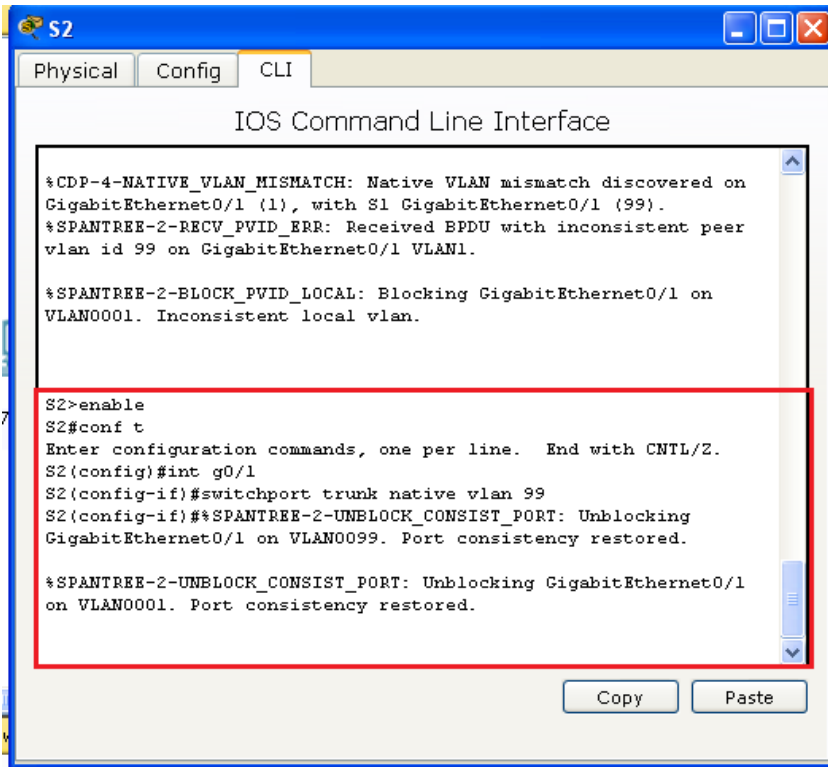 S2
Physical Config CLI
IOS Command Line Interface
%CDP-4-NATIVE_VLAN_MISMATCH: Native VLAN mismatch discovered on
GigabitEthernet0/1 (1), with S1 GigabitEthernet0/1 (99).
%SPANTREE-2-RECV_PVID_ERR: Received BPDU with inconsistent peer
vlan id 99 on GigabitEthernet0/1 VLAN1.
%SPANTREE-2-BLOCK_PVID_LOCAL: Blocking GigabitEthernet0/1 on
VLAN0001. Inconsistent local vlan.
S2>enable
S2#conf t
Enter configuration commands, one per line. End with CNTL/Z.
S2(config)#int g0/1
S2(config-if)#switchport trunk native vlan 99
S2(config-if)#%SPANTREE-2-UNBLOCK_CONSIST_PORT: Unblocking
GigabitEthernet0/1 on VLAN0099. Port consistency restored.
%SPANTREE-2-UNBLOCK_CONSIST_PORT: Unblocking GigabitEthernet0/1
on VLAN0001. Port consistency restored.
Copy Paste